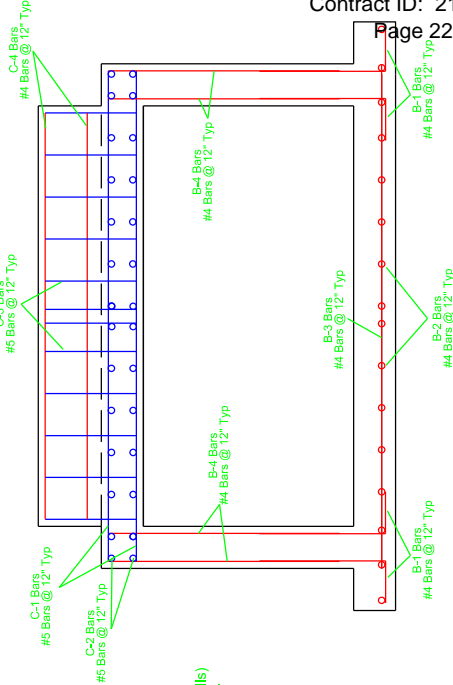 Contract ID: 21
Page 22
C-4 Bars
#4 Bars @ 12" Typ
#5 Bars @ 12" Typ
B-4 Bars
#4 Bars @ 12" Typ
B-1 Bars
#4 Bars @ 12" Typ
B-3 Bars
#4 Bars @ 12" Typ
B-2 Bars
#4 Bars @ 12" Typ
B-4 Bars
#4 Bars @ 12" Typ
C-1 Bars
#5 Bars @ 12" Typ
C-2 Bars
#5 Bars @ 12" Typ
B-1 Bars
#4 Bars @ 12" Typ
lls)